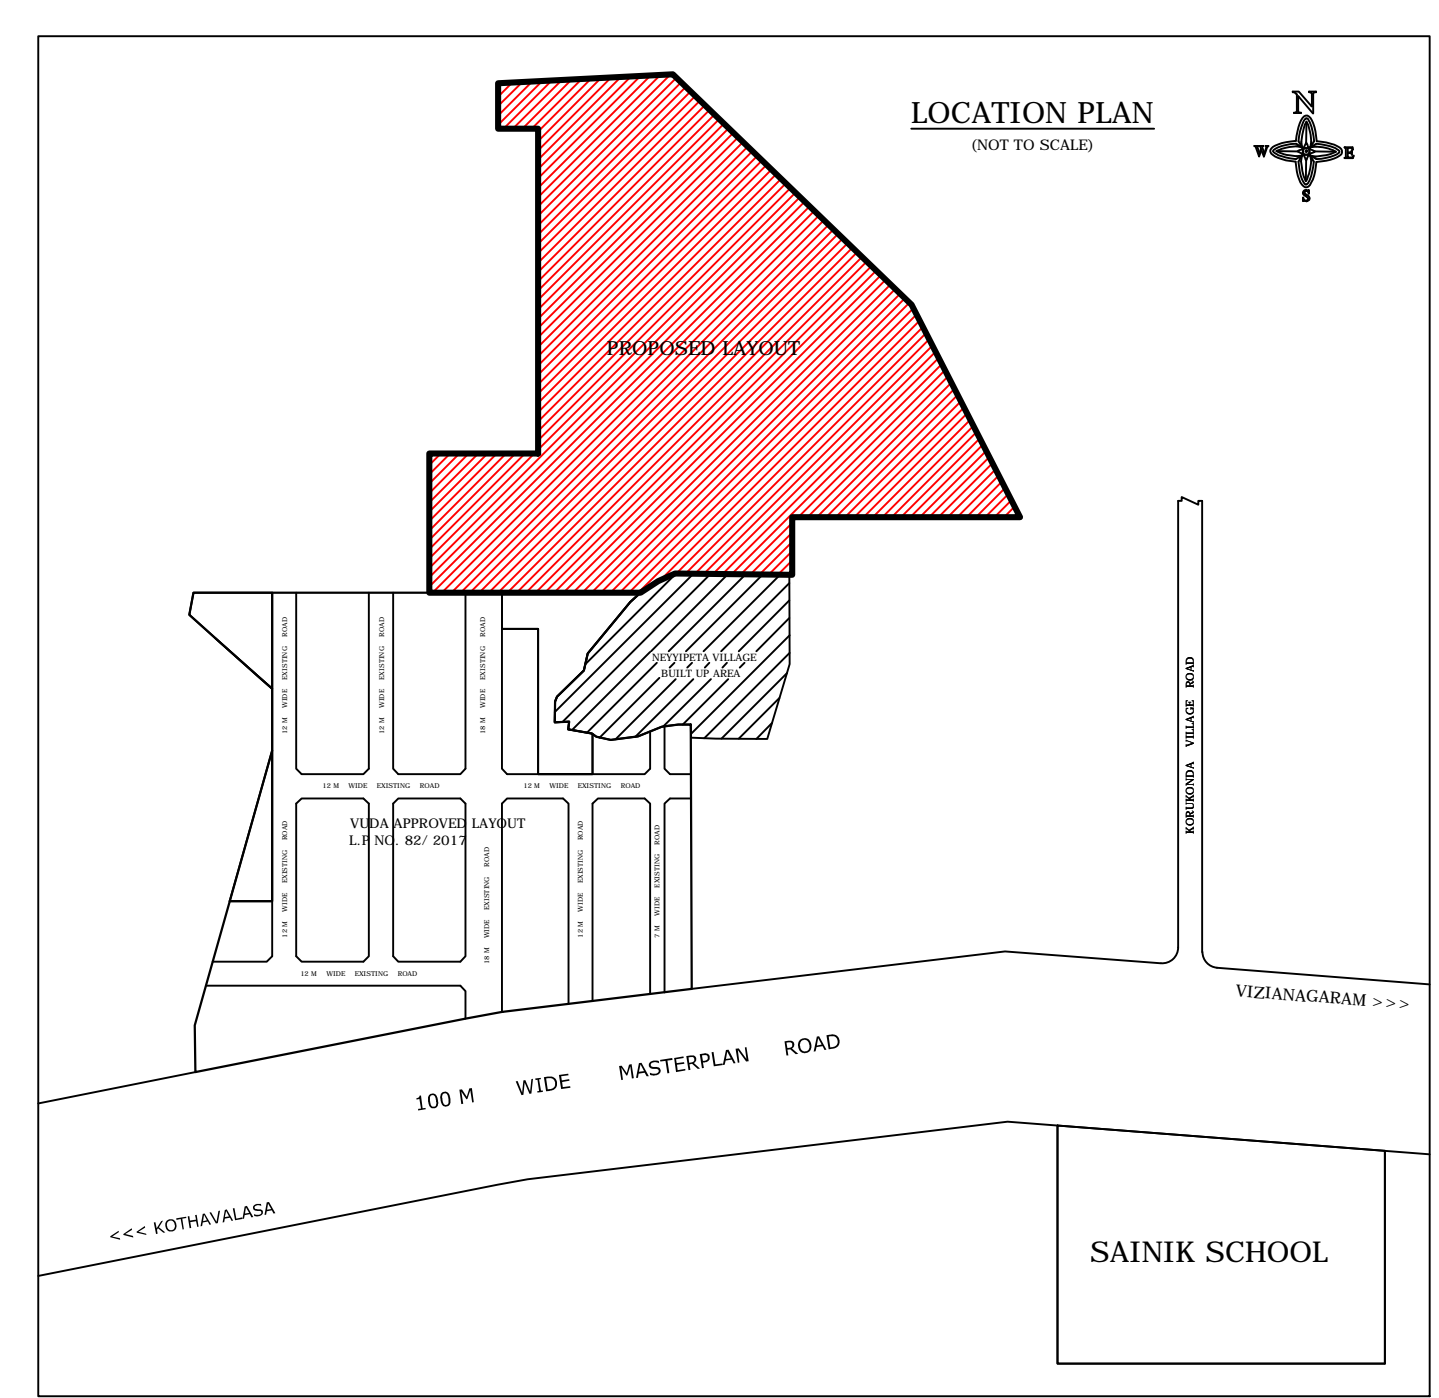 LOCATION PLAN
(NOT TO SCALE)
N
W
E
S
PROPOSED LAYOUT
NEYYIPETA VILLAGE
BUILT UP AREA
12 M WIDE EXISTING ROAD
12 M WIDE EXISTING ROAD
18 M WIDE EXISTING ROAD
KORUKONDA VILLAGE ROAD
12 M WIDE EXISTING ROAD
12 M WIDE EXISTING ROAD
VUDA APPROVED LAYOUT
L.P NO. 82/ 2017
12 M WIDE EXISTING ROAD
18 M WIDE EXISTING ROAD
12 M WIDE EXISTING ROAD
7 M WIDE EXISTING ROAD
12 M WIDE EXISTING ROAD
VIZIANAGARAM >>>
100 M WIDE MASTERPLAN ROAD
<<< KOTHAVALASA
SAINIK SCHOOL